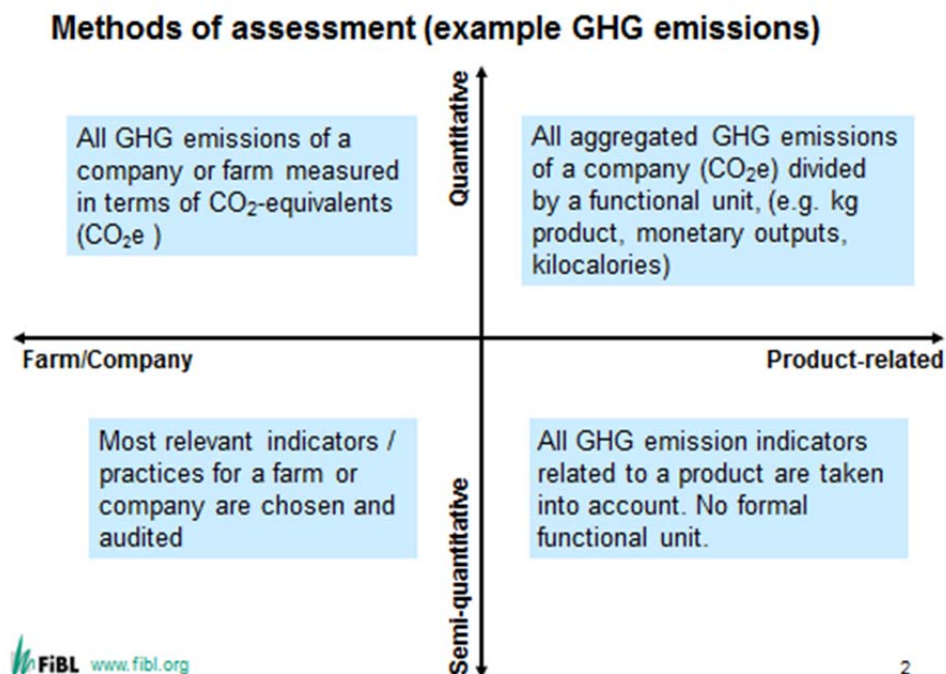 Methods of assessment (example GHG emissions)
Quantitative
All GHG emissions of a
company or farm measured
in terms of CO₂-equivalents
(CO₂e )
All aggregated GHG emissions
of a company (CO₂e) divided
by a functional unit, (e.g. kg
product, monetary outputs,
kilocalories)
Farm/Company
Product-related
Most relevant indicators /
practices for a farm or
company are chosen and
audited
All GHG emission indicators
related to a product are taken
into account. No formal
functional unit.
Semi-quantitative
FiBL www.fibl.org
2